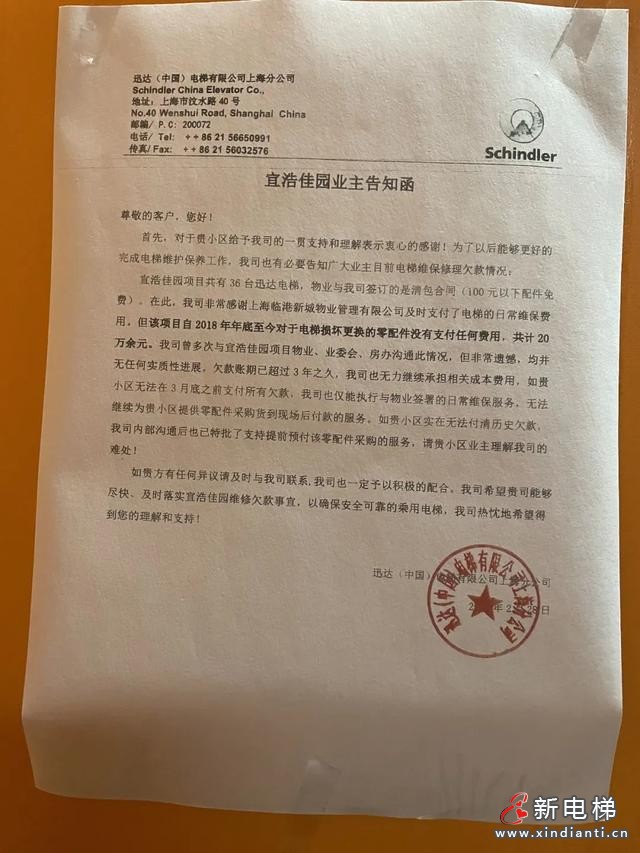 迅达（中国）电梯有限公司上海分公司
Schindler China Elevator Co.,
地址：上海市汶水路 40 号
No.40 Wenshui Road, Shanghai China
邮编/ P.C: 200072
电话/ Tel: ++86 21 56650991
传真/Fax: ++86 21 56032576
Schindler
宜浩佳园业主告知函
尊敬的客户，您好！
首先，对于贵小区给予我司的一贯支持和理解表示衷心的感谢！为了以后能够更好的
完成电梯维护保养工作，我司也有必要告知广大业主目前电梯维保修理欠款情况：
宜浩佳园项目共有 36 台迅达电梯，物业与我司签订的是清包合同（100 元以下配件免
费）。在此，我司非常感谢上海临港新城物业管理有限公司及时支付了电梯的日常维保费
用。但该项目自 2018 年年底至今对于电梯损坏更换的零配件没有支付任何费用，共计 20
万余元。我司曾多次与宜浩佳园项目物业、业委会、房办沟通此情况，但非常遗憾，均并
无任何实质性进展。欠款账期已超过 3 年之久，我司也无力继续承担相关成本费用，如贵
小区无法在 3 月底之前支付所有欠款，我司也仅能执行与物业签署的日常维保服务，无法
继续为贵小区提供零配件采购货到现场后付款的服务。如贵小区实在无法付清历史欠款，
我司内部沟通后也已特批了支持提前预付该零配件采购的服务，请贵小区业主理解我司的
难处！
如贵方有任何异议请及时与我司联系，我司也一定予以积极的配合。我司希望贵司能够
尽快、及时落实宜浩佳园维修欠款事宜，以确保安全可靠的乘用电梯，我司热忱地希望得
到您的理解和支持！
迅达（中国）电梯有限公司上海分公司
年2月28日
迅达(中国)电梯有限公司上海分公司
新电梯
www.xindianti.cn